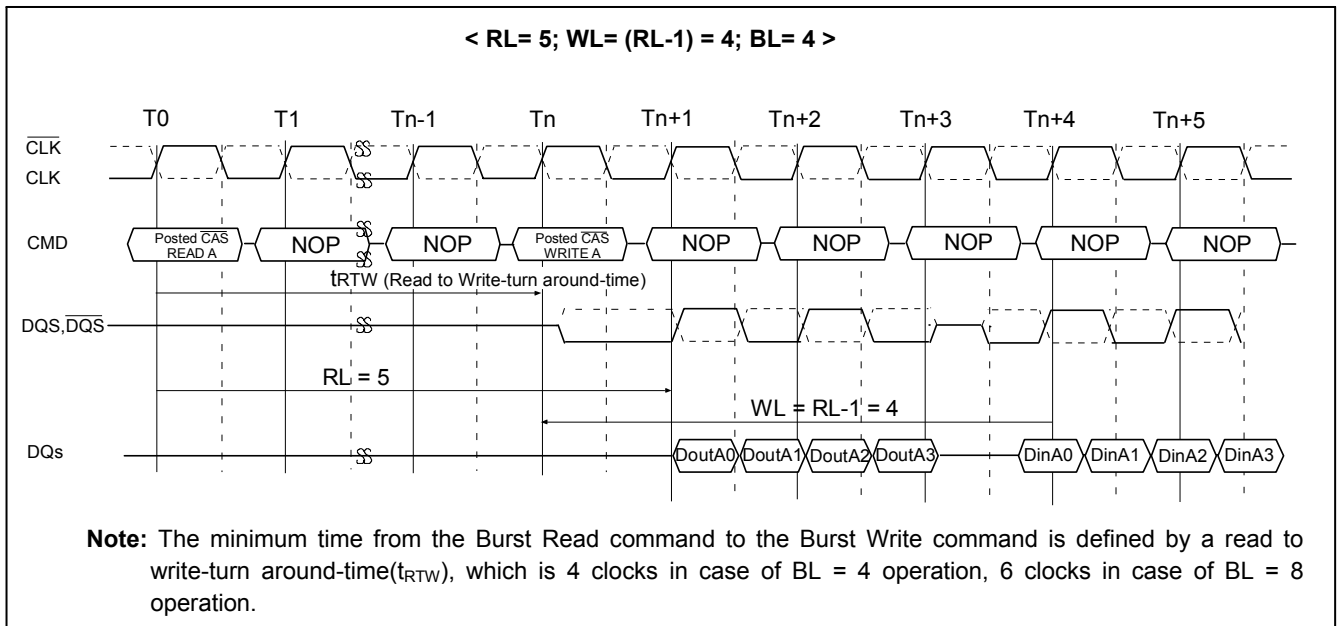 < RL= 5; WL= (RL-1) = 4; BL= 4 >
T0 T1 Tn-1 Tn Tn+1 Tn+2 Tn+3 Tn+4 Tn+5
CLK
CLK
CMD
Posted CAS
READ A
NOP
NOP
Posted CAS
WRITE A
NOP
NOP
NOP
NOP
NOP
tRTW (Read to Write-turn around-time)
DQS,DQS
RL = 5
WL = RL-1 = 4
DQs
DoutA0 DoutA1 DoutA2 DoutA3 DinA0 DinA1 DinA2 DinA3
Note: The minimum time from the Burst Read command to the Burst Write command is defined by a read to
write-turn around-time(tRTW), which is 4 clocks in case of BL = 4 operation, 6 clocks in case of BL = 8
operation.